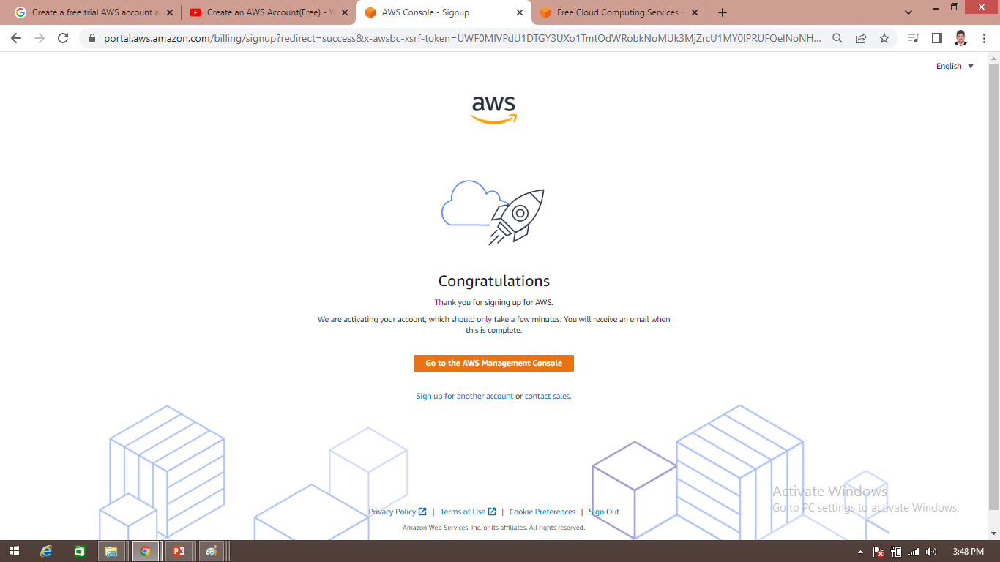 Create a free trial AWS account a
Create an AWS Account(Free) - Y
AWS Console - Signup
Free Cloud Computing Services -
portal.aws.amazon.com/billing/signup?redirect=success&x-awsbc-xsrf-token=UWF0MlVPdU1DTGY3UXo1TmtOdWRobkNoMUk3MjZrcU1MY0lPRUFQelNoNH...
English
aws
Congratulations
Thank you for signing up for AWS.
We are activating your account, which should only take a few minutes. You will receive an email when
this is complete.
Go to the AWS Management Console
Sign up for another account or contact sales.
Activate Windows
Go to PC settings to activate Windows.
Privacy Policy | Terms of Use | Cookie Preferences | Sign Out
Amazon Web Services, Inc. or its affiliates. All rights reserved.
3:48 PM